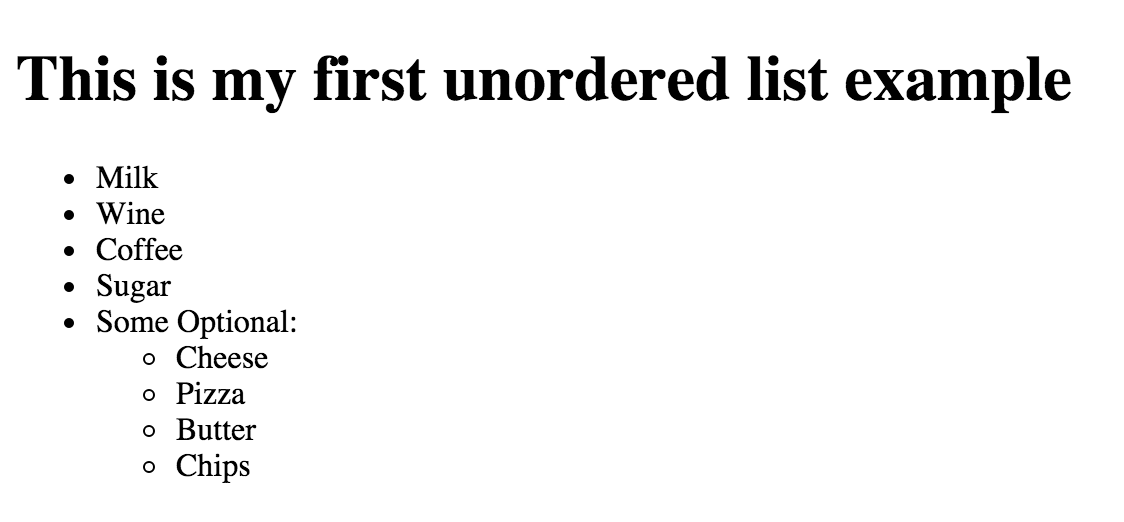 This is my first unordered list example
Milk
Wine
Coffee
Sugar
Some Optional:
Cheese
Pizza
Butter
Chips